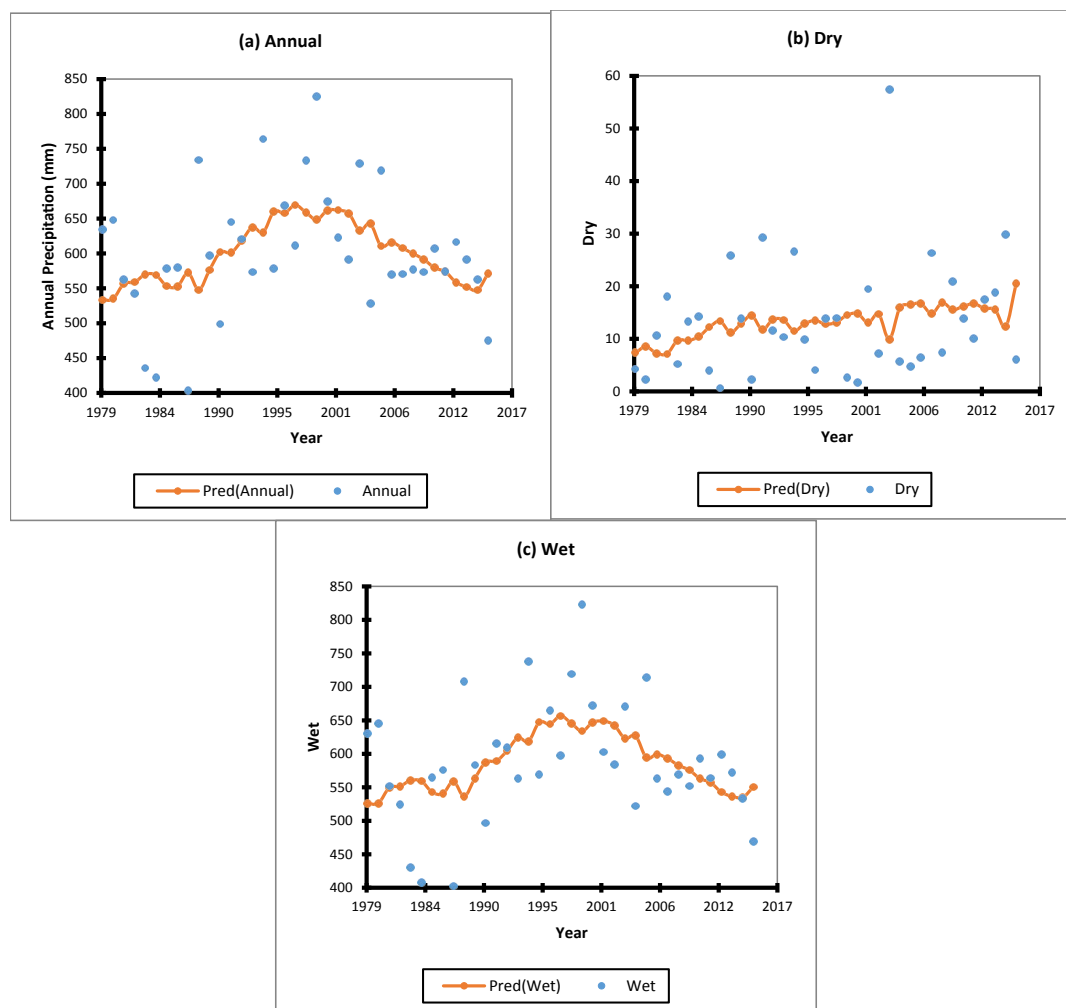 (a) Annual
850
800
750
700
650
600
550
500
450
400
Annual Precipitation (mm)
1979 1984 1990 1995 2001 2006 2012 2017
Year
Pred(Annual) Annual
(b) Dry
60
50
40
30
20
10
0
Dry
1979 1984 1990 1995 2001 2006 2012 2017
Year
Pred(Dry) Dry
(c) Wet
850
800
750
700
650
600
550
500
450
400
Wet
1979 1984 1990 1995 2001 2006 2012 2017
Year
Pred(Wet) Wet